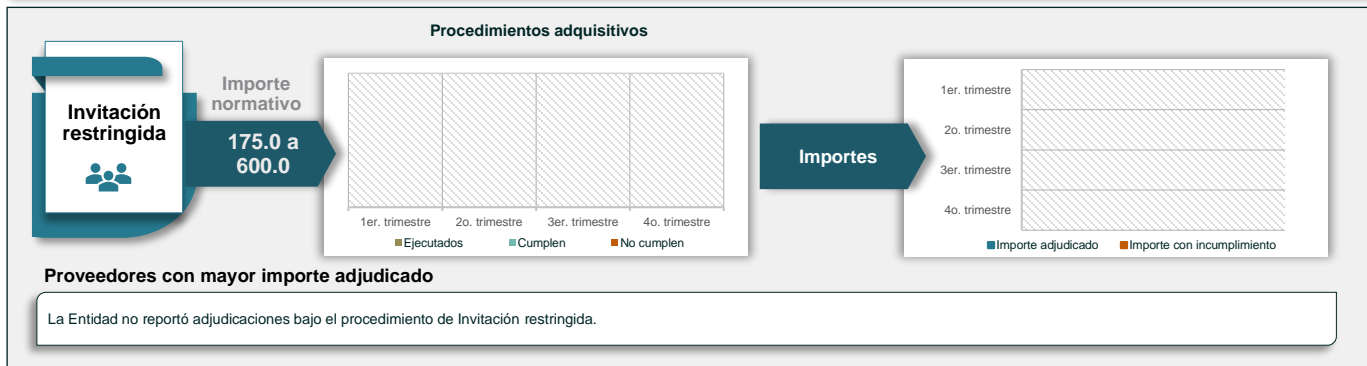 Procedimientos adquisitivos
Invitación
restringida
Importe
normativo
175.0 a
600.0
1er. trimestre 2o. trimestre 3er. trimestre 4o. trimestre
Ejecutados Cumplen No cumplen
Importes
1er. trimestre
2o. trimestre
3er. trimestre
4o. trimestre
Importe adjudicado Importe con incumplimiento
Proveedores con mayor importe adjudicado
La Entidad no reportó adjudicaciones bajo el procedimiento de Invitación restringida.